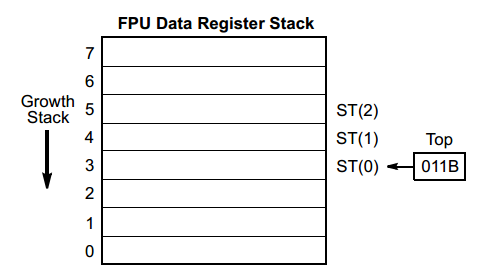 FPU Data Register Stack
7
6
Growth
Stack
5
ST(2)
4
ST(1)
Top
3
ST(0)
011B
2
1
0